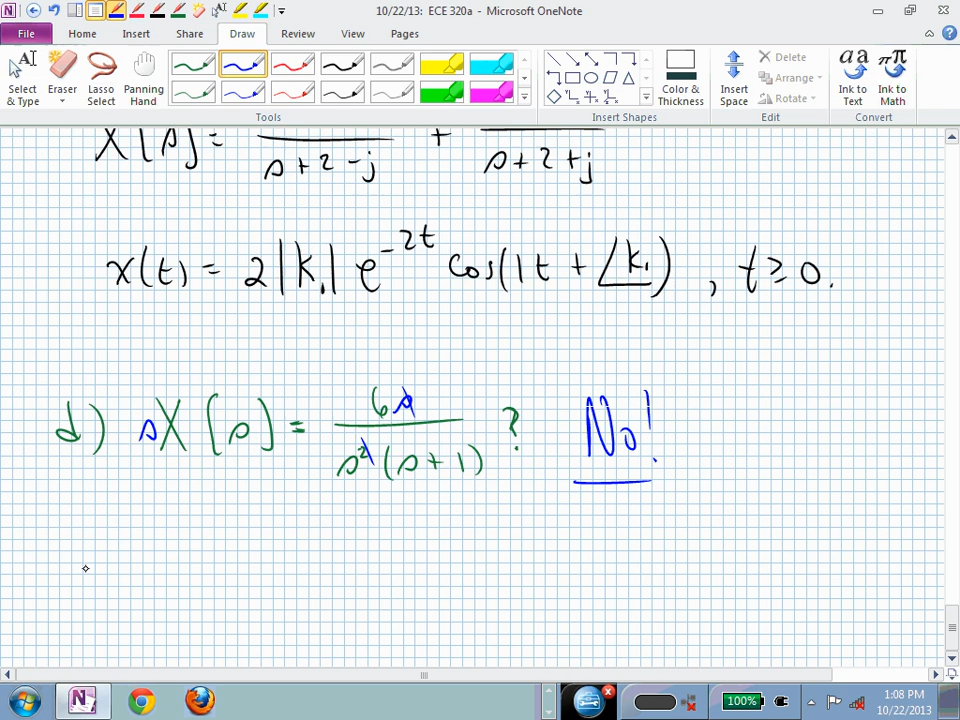 10/22/13: ECE 320a - Microsoft OneNote
File Home Insert Share Draw Review View Pages
Select & Type Eraser Lasso Select Panning Hand Color & Thickness Insert Space Delete Arrange Rotate Ink to Text Ink to Math
Tools Insert Shapes Edit Convert
X[s] = ―― + ――
s+2-j s+2+j
x(t) = 2|k₁| e^{-2t} cos(1t + ∠k₁), t ≥ 0.
d) sX[s] = 6s / s²(s+1) ? No!
100% 1:08 PM
10/22/2013